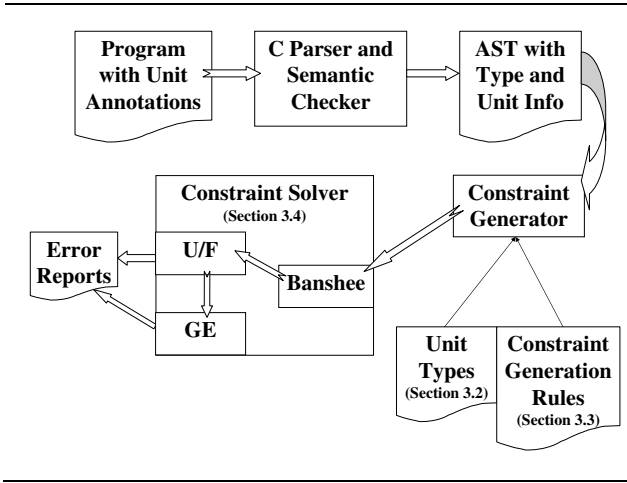 Program
with Unit
Annotations
C Parser and
Semantic
Checker
AST with
Type and
Unit Info
Constraint
Generator
Constraint Solver
(Section 3.4)
U/F
Banshee
GE
Error
Reports
Unit
Types
(Section 3.2)
Constraint
Generation
Rules
(Section 3.3)